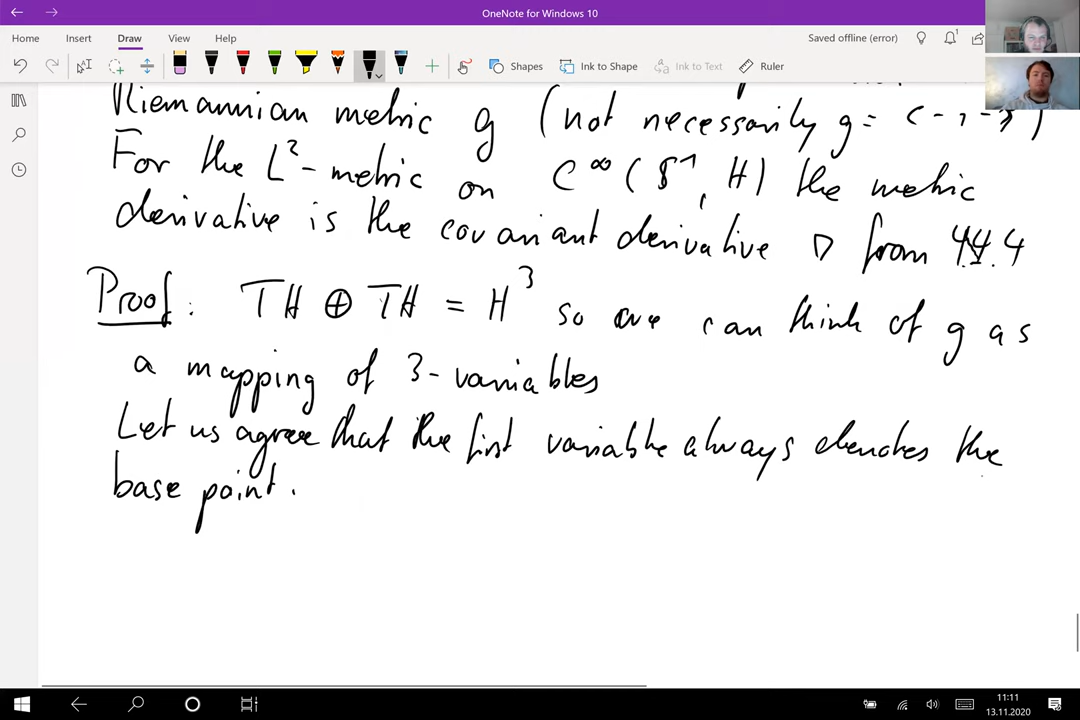 OneNote for Windows 10
Home Insert Draw View Help
Saved offline (error)
Shapes Ink to Shape Ink to Text Ruler
Riemannian metric g (not necessarily g =
For the L²-metric on C^∞(S¹, H) the metric
derivative is the covariant derivative ∇ from 4.4.4
Proof: TH ⊕ TH = H³ so we can think of g as
a mapping of 3-variables
Let us agree that the first variable always denotes the
base point.
11:11
13.11.2020